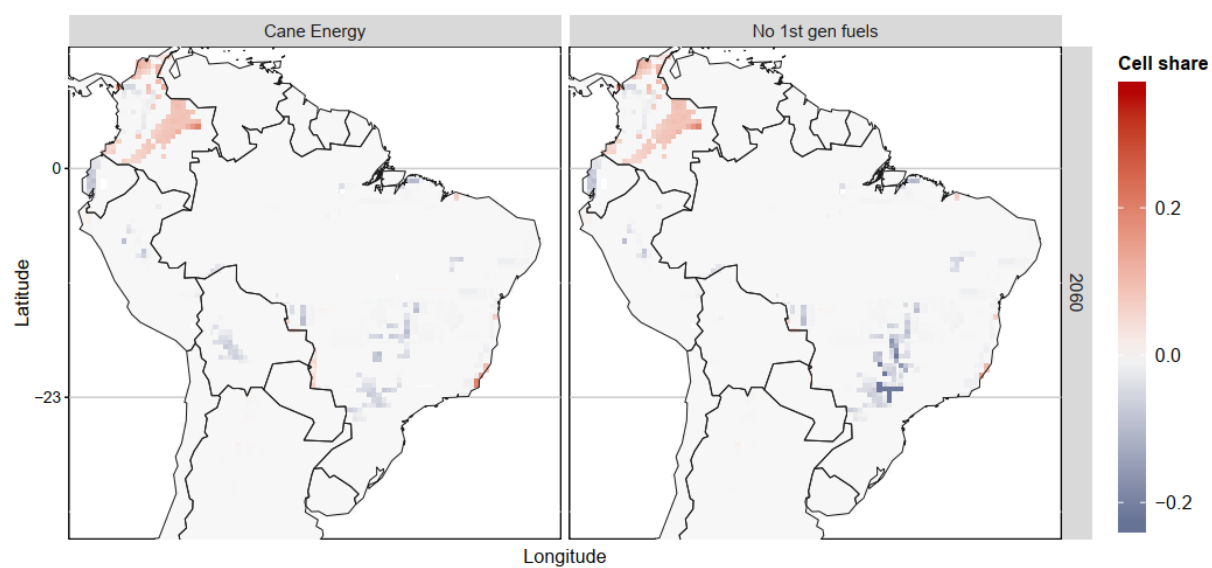 Cane Energy
No 1st gen fuels
Cell share
0.2
0.0
−0.2
0
−23
Latitude
2060
Longitude